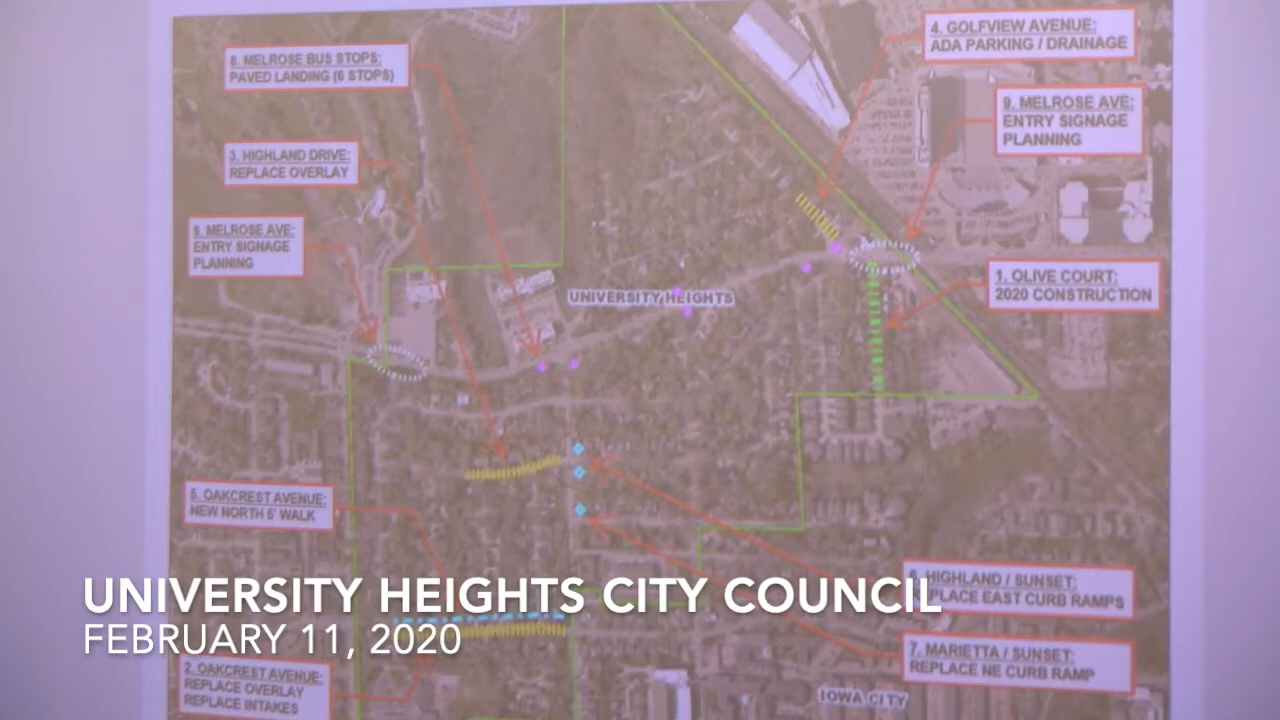 8. MELROSE BUS STOPS:
PAVED LANDING (6 STOPS)
4. GOLFVIEW AVENUE:
ADA PARKING / DRAINAGE
9. MELROSE AVE:
ENTRY SIGNAGE
PLANNING
3. HIGHLAND DRIVE:
REPLACE OVERLAY
9. MELROSE AVE:
ENTRY SIGNAGE
PLANNING
1. OLIVE COURT:
2020 CONSTRUCTION
UNIVERSITY HEIGHTS
5. OAKCREST AVENUE:
NEW NORTH 5' WALK
HIGHLAND / SUNSET:
EAST CURB RAMPS
UNIVERSITY HEIGHTS CITY COUNCIL
FEBRUARY 11, 2020
7. MARIETTA / SUNSET:
REPLACE NE CURB RAMP
2. OAKCREST AVENUE:
REPLACE OVERLAY
REPLACE INTAKES
IOWA CITY